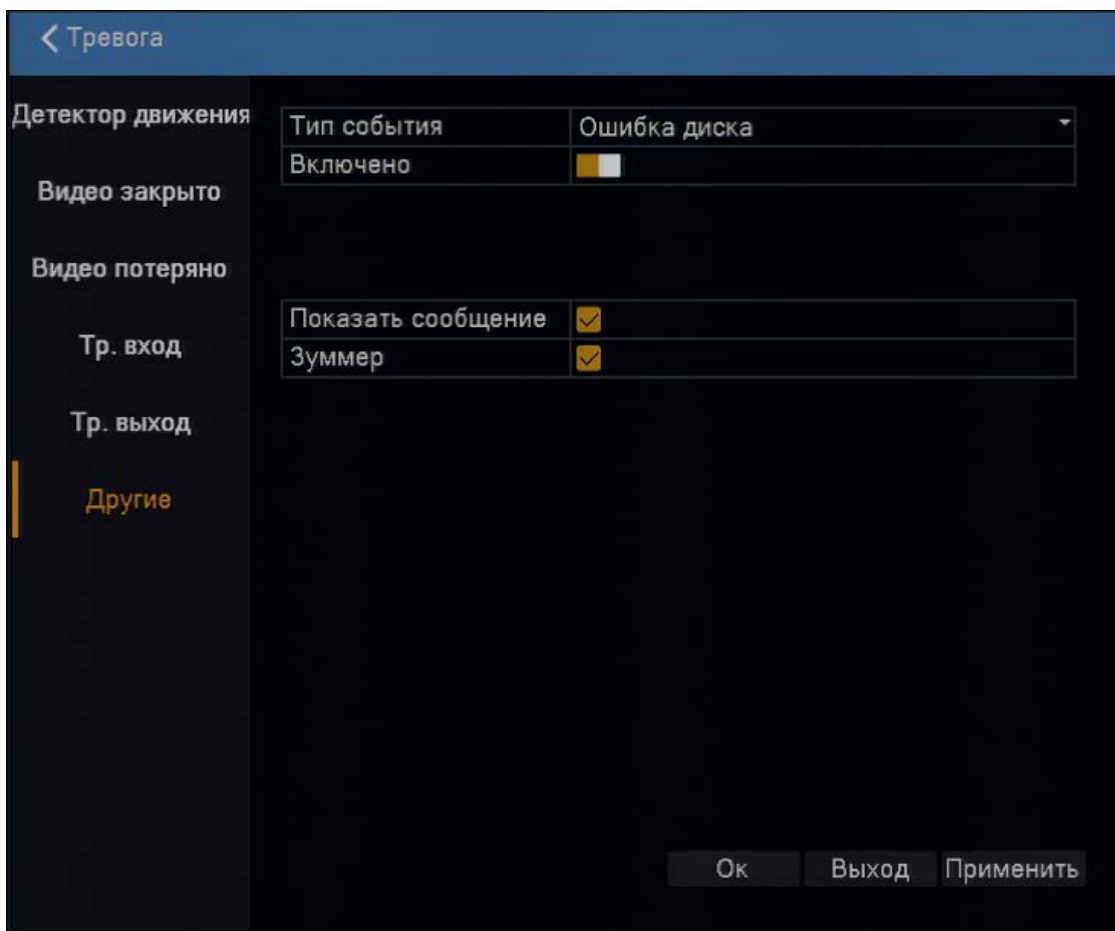 Тревога
Детектор движения
Видео закрыто
Видео потеряно
Тр. вход
Тр. выход
Другие
Тип события Ошибка диска
Включено
Показать сообщение
Зуммер
Ок Выход Применить